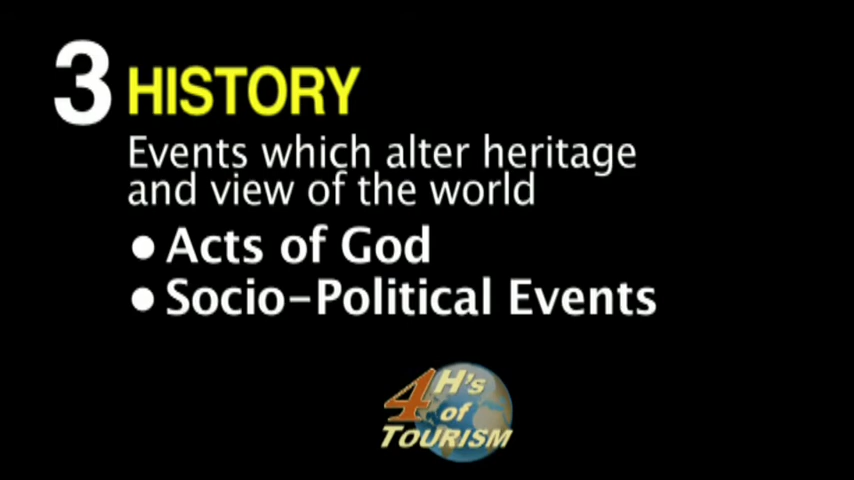 3 HISTORY
Events which alter heritage
and view of the world
● Acts of God
● Socio-Political Events
4 H's
of
TOURISM